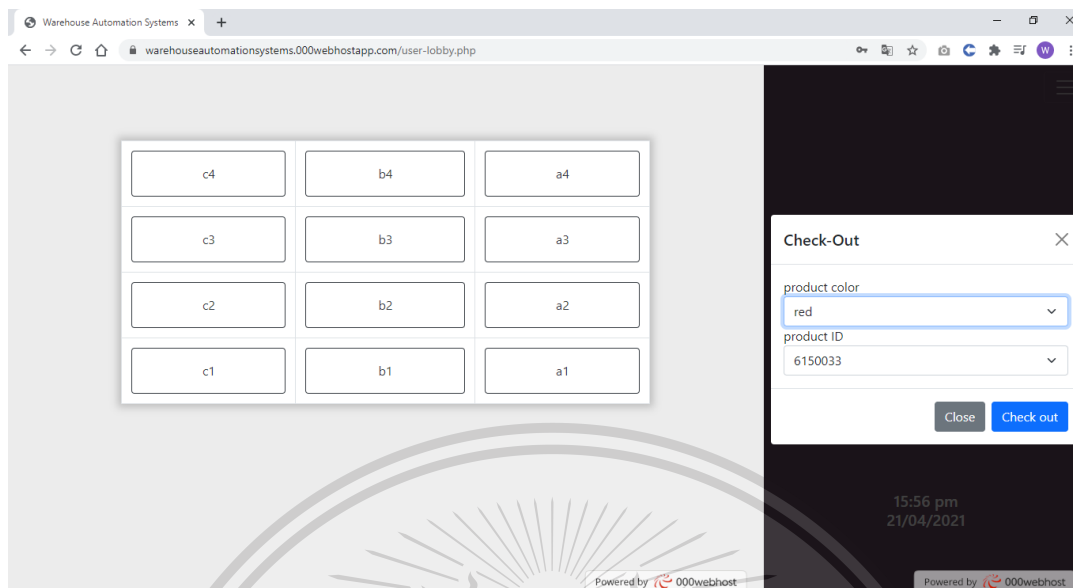 Warehouse Automation Systems
warehouseautomationsystems.000webhostapp.com/user-lobby.php
W
c4 b4 a4
c3 b3 a3
c2 b2 a2
c1 b1 a1
Check-Out
product color
red
product ID
6150033
Close Check out
15:56 pm
21/04/2021
Powered by 000webhost
Powered by 000webhost